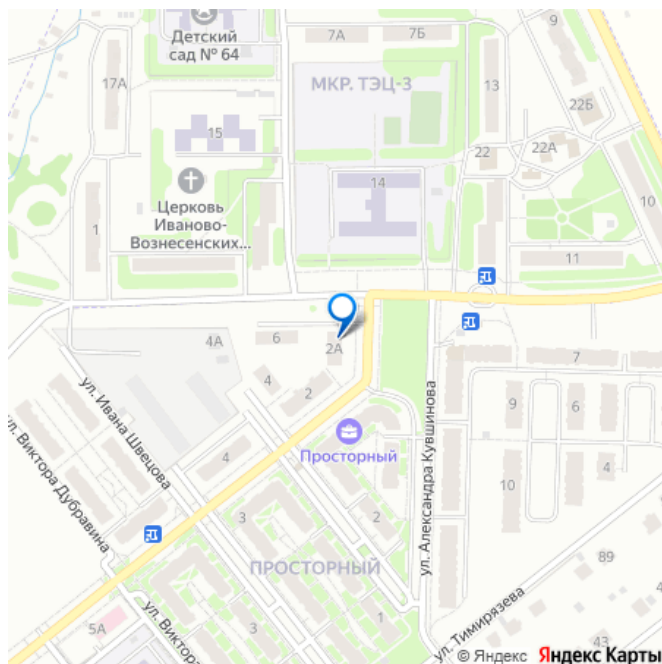 Детский
сад № 64
7А
7Б
9
17А
МКР. ТЭЦ-3
13
22Б
15
22
22А
14
Церковь
Иваново-
Вознесенских...
1
10
11
4А
6
2А
7
4
2
9
6
ул. Ивана Швецова
ул. Александра Кувшинова
Просторный
4
4
10
ул. Виктора Дубравина
3
2
ПРОСТОРНЫЙ
3
89
5А
ул. Виктора
3
1
ул. Тимирязева
43
© Яндекс Яндекс Карты